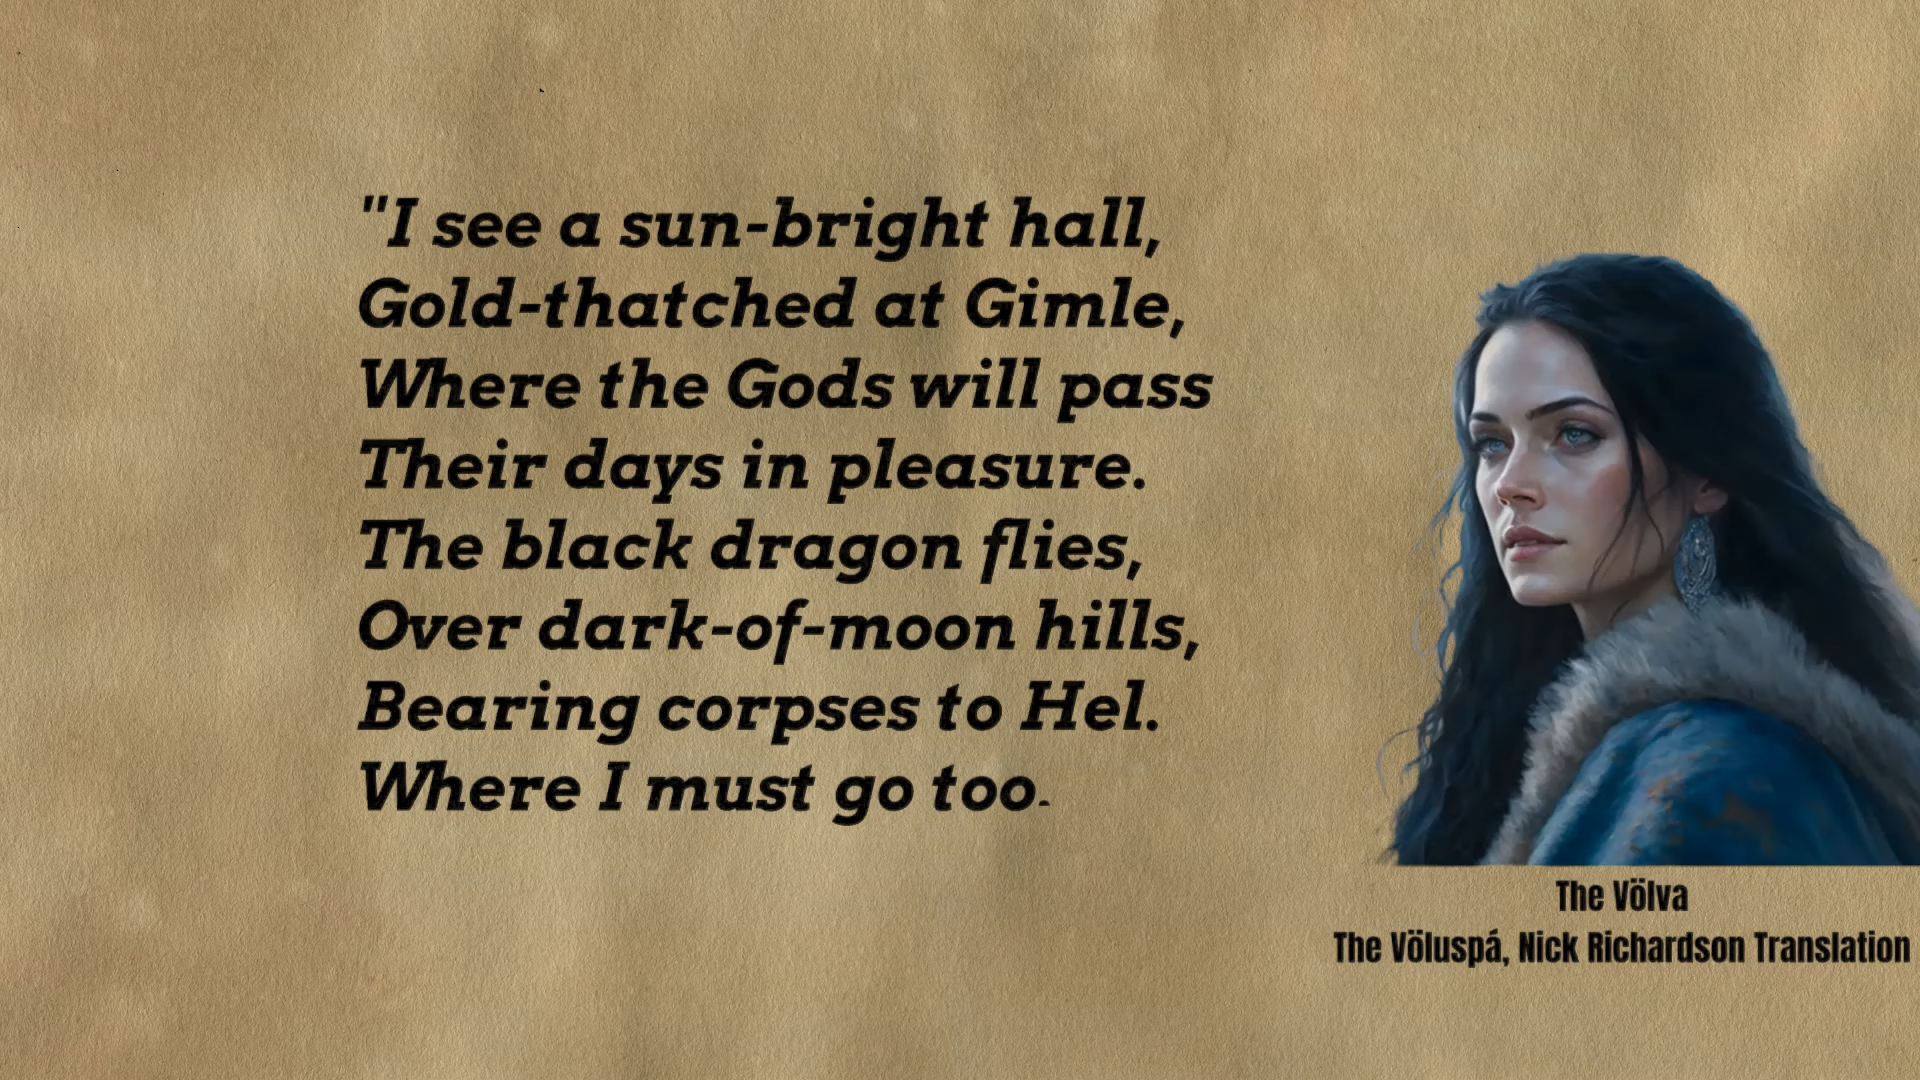 "I see a sun-bright hall,
Gold-thatched at Gimle,
Where the Gods will pass
Their days in pleasure.
The black dragon flies,
Over dark-of-moon hills,
Bearing corpses to Hel.
Where I must go too.
The Völva
The Völuspá, Nick Richardson Translation